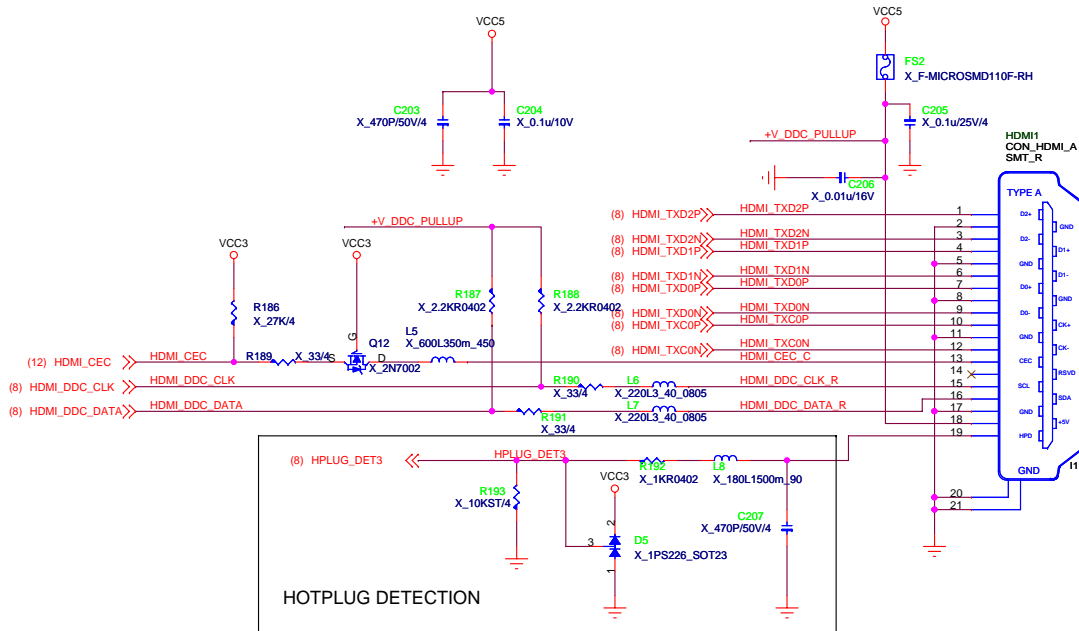 VCC5
C203
X_470P/50V/4
C204
X_0.1u/10V
VCC5
FS2
X_F-MICROSMD110F-RH
C205
X_0.1u/25V/4
+V_DDC_PULLUP
C206
X_0.01u/16V
HDMI1
CON_HDMI_A
SMT_R
TYPE A
+V_DDC_PULLUP
VCC3
VCC3
R186
X_27K/4
R187
X_2.2KR0402
R188
X_2.2KR0402
(12) HDMI_CEC
HDMI_CEC
R189
X_33/4
G
S
D
Q12
X_2N7002
L5
X_600L350m_450
(8) HDMI_DDC_CLK
HDMI_DDC_CLK
(8) HDMI_DDC_DATA
HDMI_DDC_DATA
R190
X_33/4
L6
X_220L3_40_0805
R191
X_33/4
L7
X_220L3_40_0805
(8) HDMI_TXD2P
HDMI_TXD2P
(8) HDMI_TXD2N
HDMI_TXD2N
(8) HDMI_TXD1P
HDMI_TXD1P
(8) HDMI_TXD1N
HDMI_TXD1N
(8) HDMI_TXD0P
HDMI_TXD0P
(8) HDMI_TXD0N
HDMI_TXD0N
(8) HDMI_TXC0P
HDMI_TXC0P
(8) HDMI_TXC0N
HDMI_TXC0N
HDMI_CEC_C
HDMI_DDC_CLK_R
HDMI_DDC_DATA_R
1
2
3
4
5
6
7
8
9
10
11
12
13
14
15
16
17
18
19
20
21
D2+
GND
D2-
D1+
GND
D1-
D0+
GND
D0-
CK+
GND
CK-
CEC
RSVD
SCL
SDA
GND
+5V
HPD
GND
(8) HPLUG_DET3
HPLUG_DET3
R192
X_1KR0402
L8
X_180L1500m_90
R193
X_10KST/4
VCC3
2
3
1
D5
X_1PS226_SOT23
C207
X_470P/50V/4
HOTPLUG DETECTION